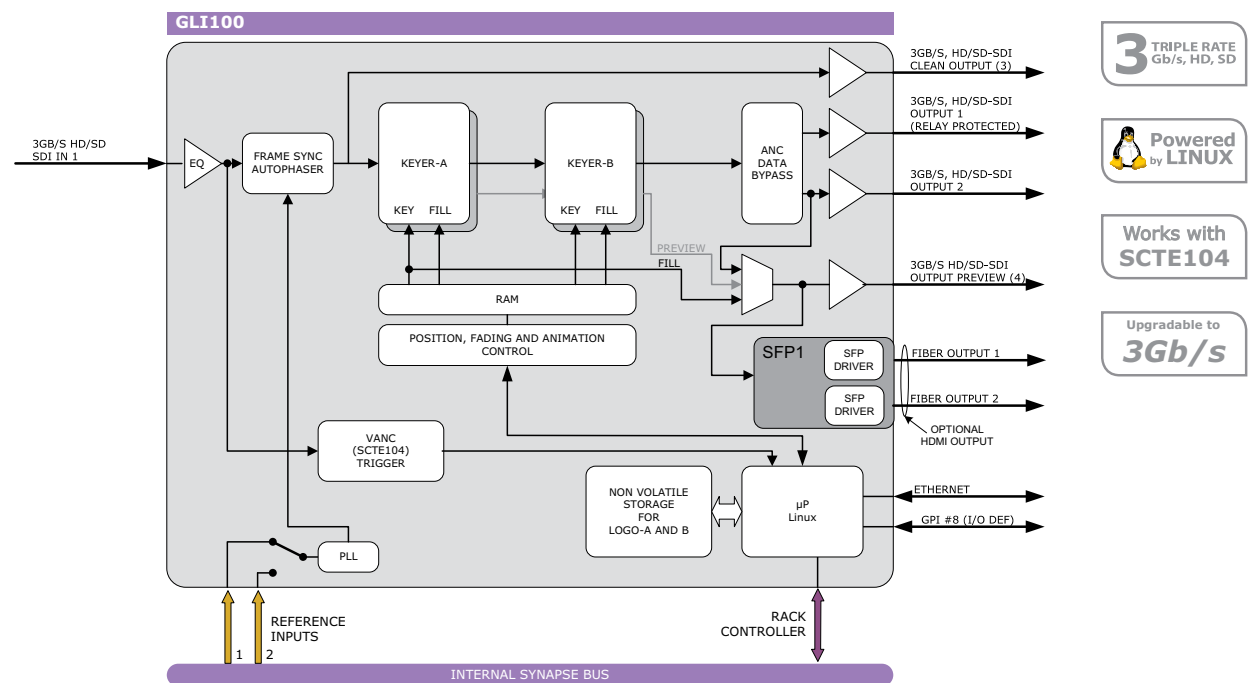 GLI100
3GB/S HD/SD
SDI IN 1
EQ
FRAME SYNC
AUTOPHASER
KEYER-A
KEY FILL
KEYER-B
KEY FILL
ANC
DATA
BYPASS
3GB/S, HD/SD-SDI
CLEAN OUTPUT (3)
3GB/S, HD/SD-SDI
OUTPUT 1
(RELAY PROTECTED)
3GB/S, HD/SD-SDI
OUTPUT 2
PREVIEW
FILL
3GB/S HD/SD-SDI
OUTPUT PREVIEW (4)
RAM
POSITION, FADING AND ANIMATION
CONTROL
SFP1
SFP
DRIVER
SFP
DRIVER
FIBER OUTPUT 1
FIBER OUTPUT 2
OPTIONAL
HDMI OUTPUT
VANC
(SCTE104)
TRIGGER
NON VOLATILE
STORAGE
FOR
LOGO-A AND B
µP
Linux
ETHERNET
GPI #8 (I/O DEF)
PLL
REFERENCE
INPUTS
1
2
RACK
CONTROLLER
INTERNAL SYNAPSE BUS
3 TRIPLE RATE
Gb/s, HD, SD
Powered
by LINUX
Works with
SCTE104
Upgradable to
3Gb/s